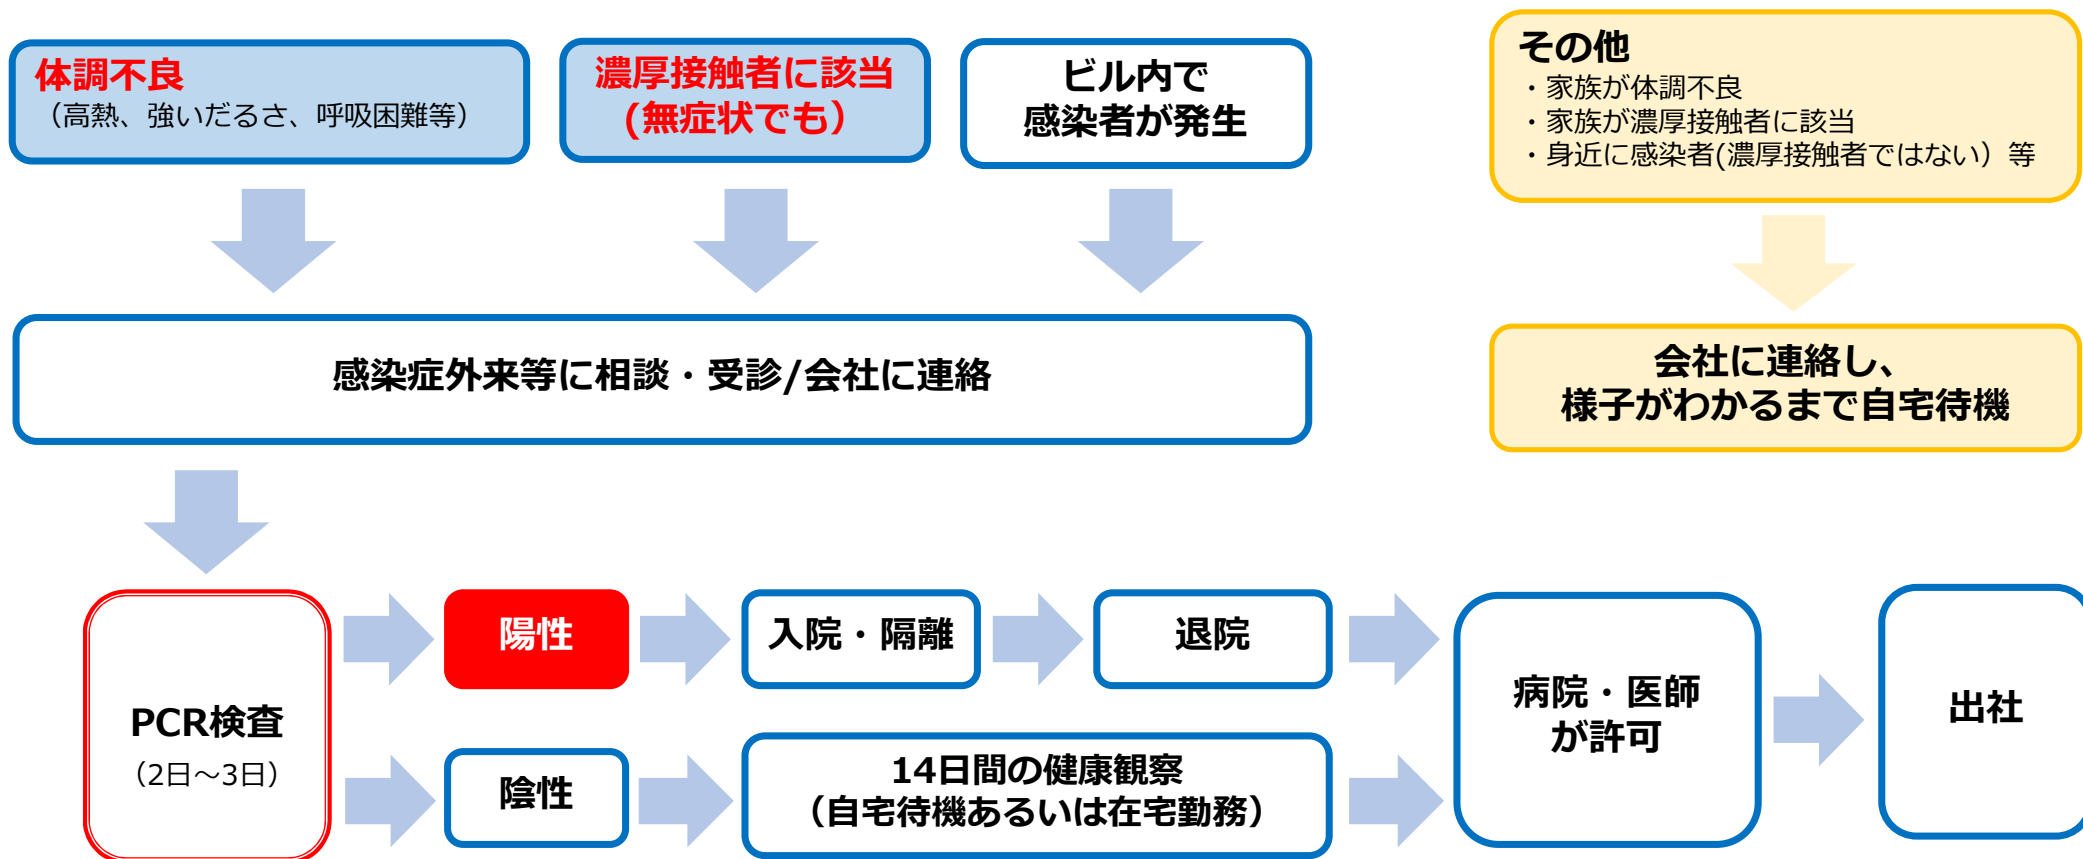 体調不良
（高熱、強いだるさ、呼吸困難等）
濃厚接触者に該当
(無症状でも）
ビル内で
感染者が発生
その他
・家族が体調不良
・家族が濃厚接触者に該当
・身近に感染者(濃厚接触者ではない）等
感染症外来等に相談・受診/会社に連絡
会社に連絡し、
様子がわかるまで自宅待機
PCR検査
（2日～3日）
陽性
入院・隔離
退院
陰性
14日間の健康観察
（自宅待機あるいは在宅勤務）
病院・医師
が許可
出社